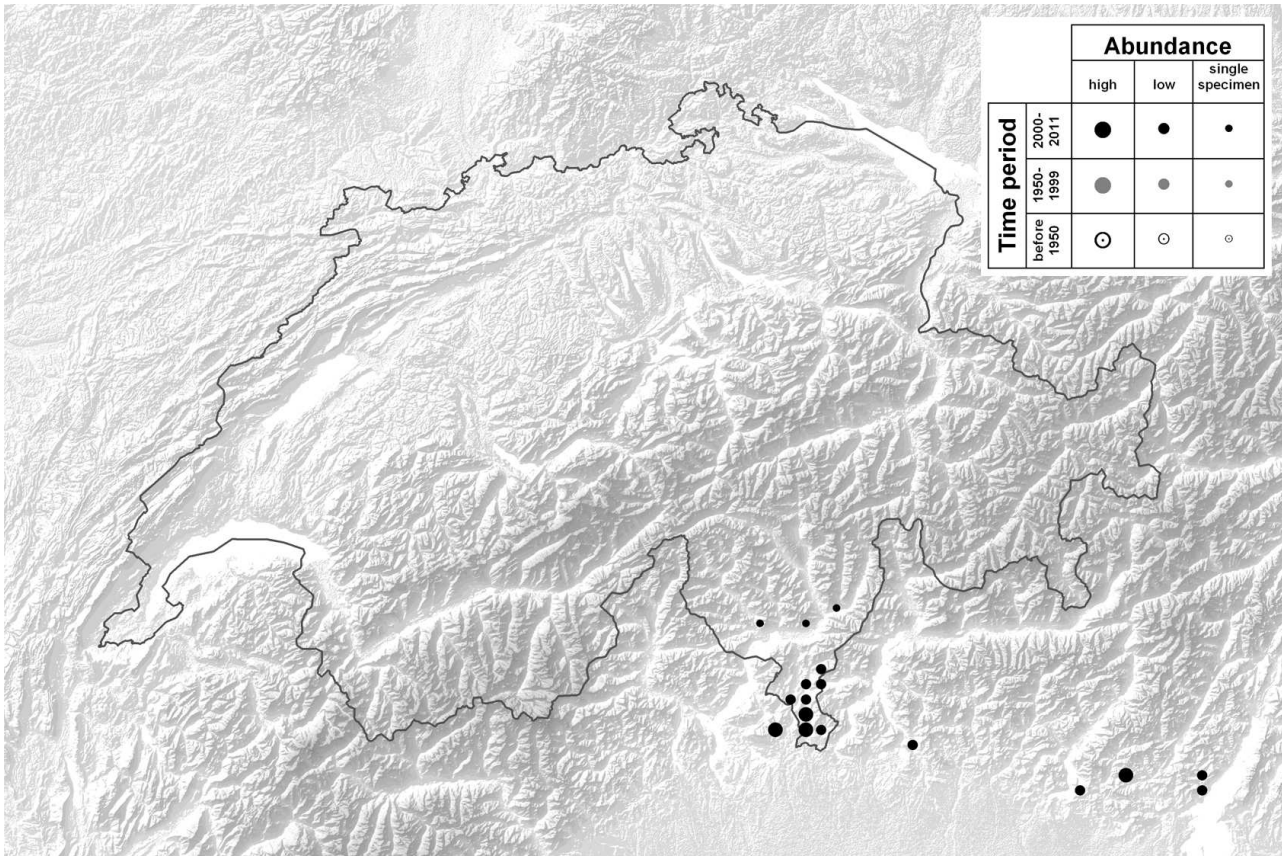 Abundance
high
low
single
specimen
Time period
2000-
2011
1950-
1999
before
1950